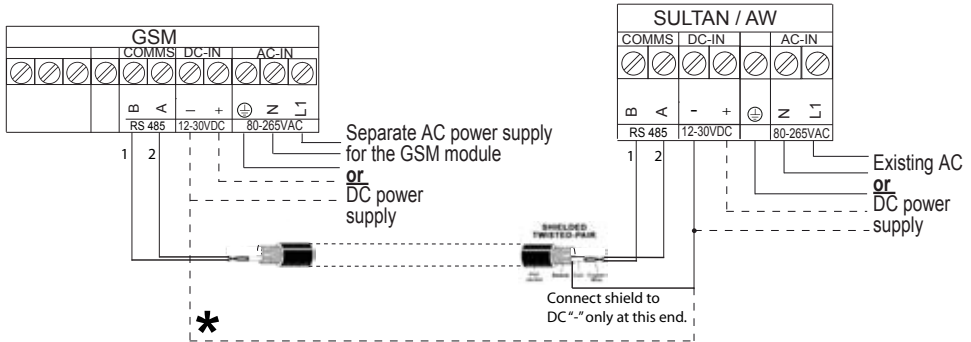 GSM
COMMS DC-IN AC-IN
B A – + N L1
RS 485 12-30VDC 80-265VAC
1 2
Separate AC power supply
for the GSM module
or
DC power
supply
SULTAN / AW
COMMS DC-IN AC-IN
B A - + N L1
RS 485 12-30VDC 80-265VAC
1 2
Existing AC
or
DC power
supply
SHIELDED
TWISTED-PAIR
Connect shield to
DC "-" only at this end.
*